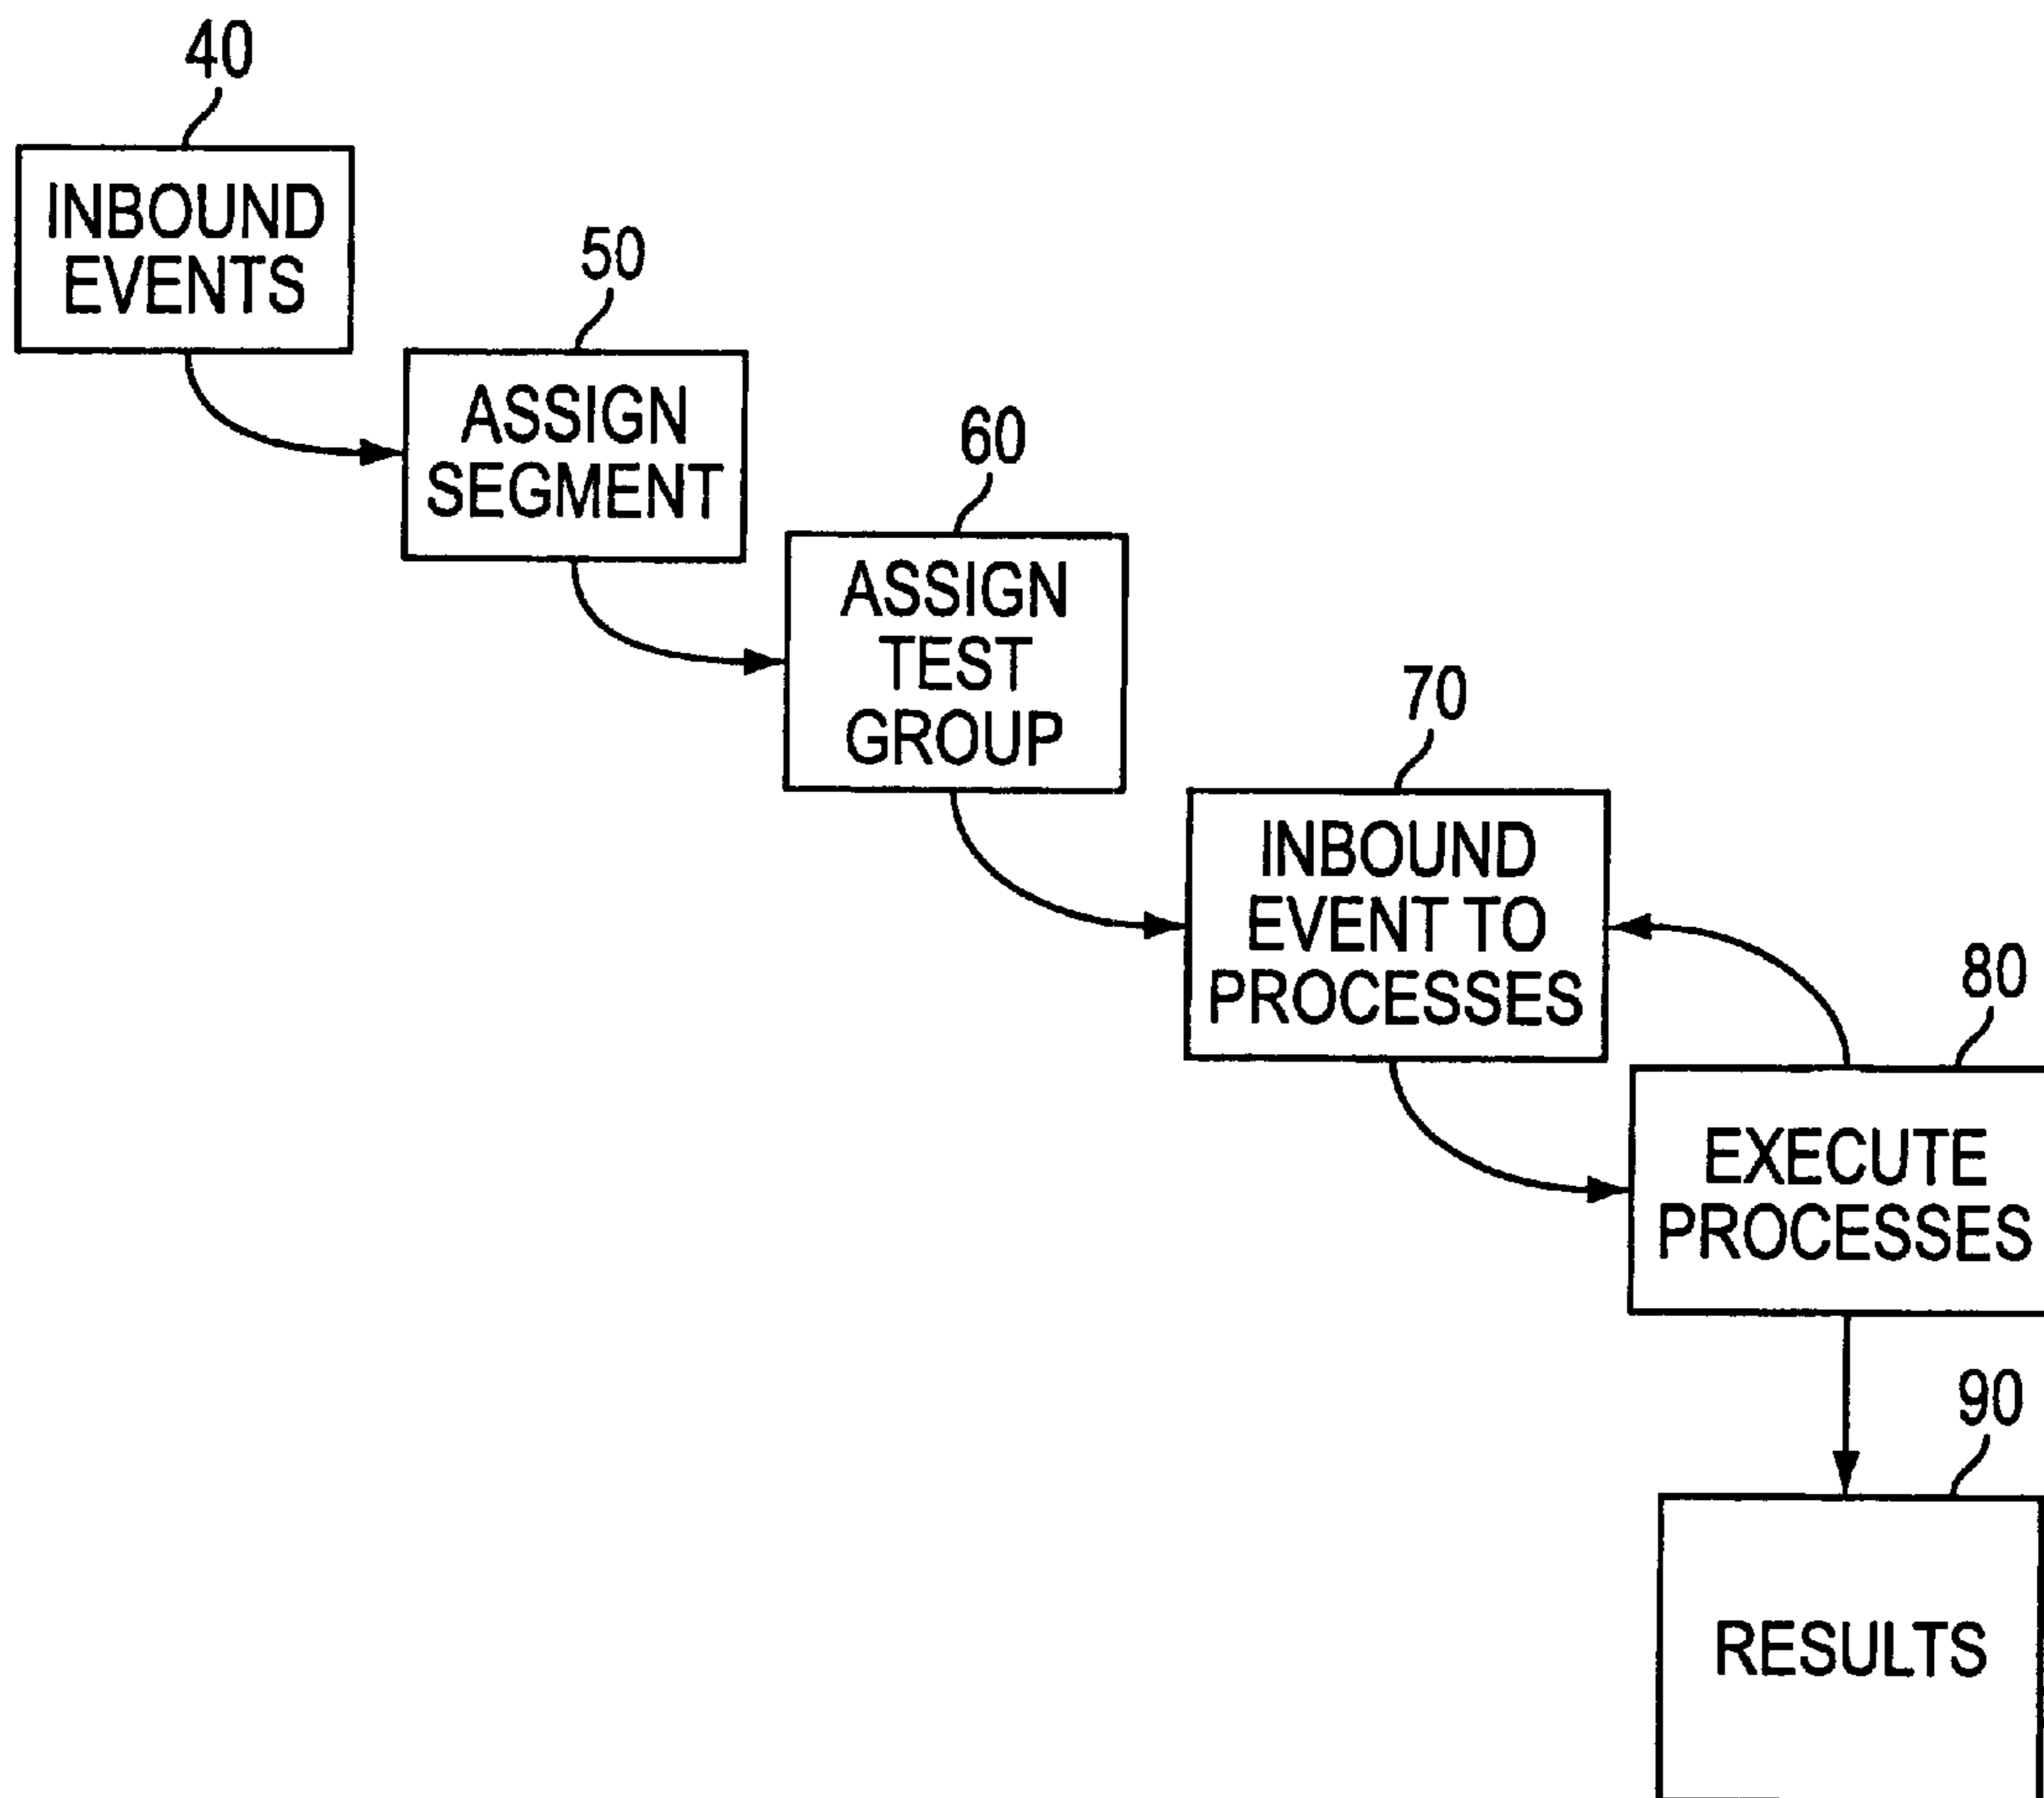 40
INBOUND
EVENTS
50
ASSIGN
SEGMENT
60
ASSIGN
TEST
GROUP
70
INBOUND
EVENT TO
PROCESSES
80
EXECUTE
PROCESSES
90
RESULTS